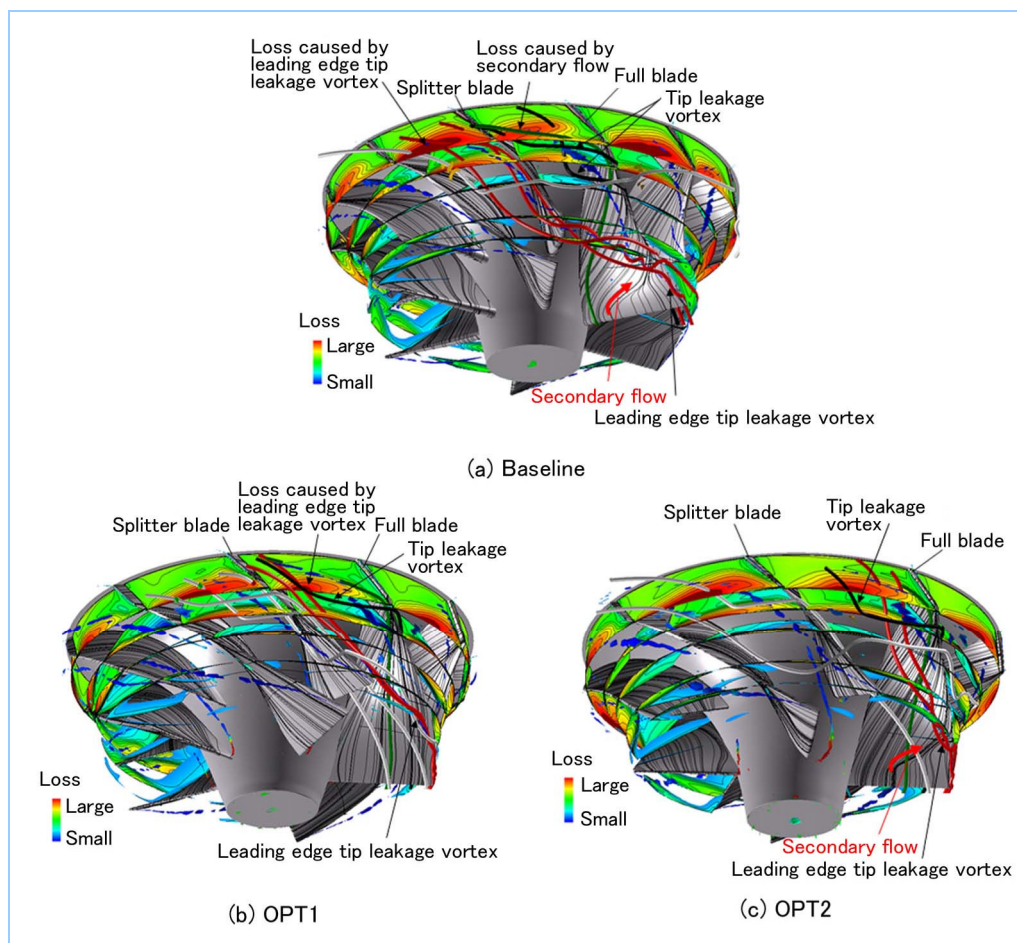 Loss caused by
leading edge tip
leakage vortex
Loss caused by
secondary flow
Splitter blade
Full blade
Tip leakage
vortex
Loss
Large
Small
Secondary flow
Leading edge tip leakage vortex
(a) Baseline
Loss caused by
leading edge tip
leakage vortex
Splitter blade
Full blade
Tip leakage
vortex
Loss
Large
Small
Leading edge tip leakage vortex
(b) OPT1
Splitter blade
Tip leakage
vortex
Full blade
Loss
Large
Small
Secondary flow
Leading edge tip leakage vortex
(c) OPT2